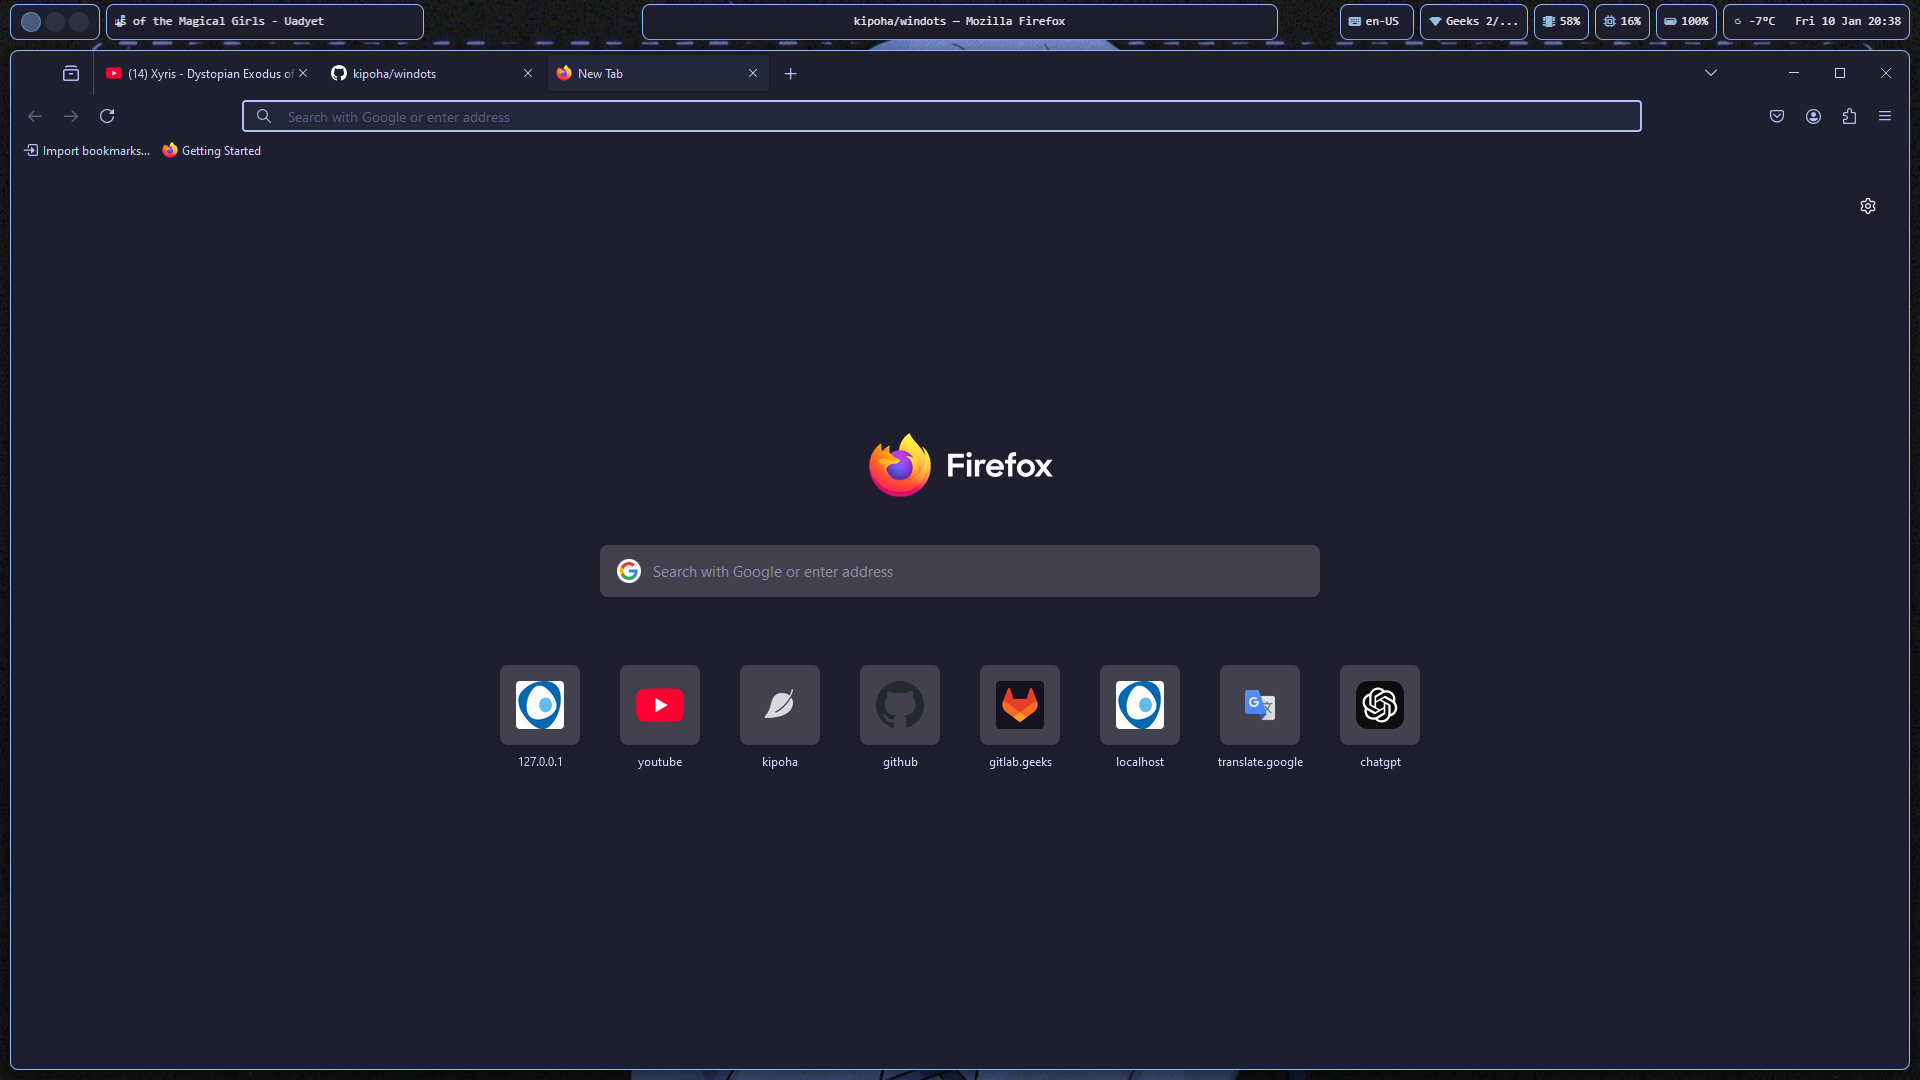 of the Magical Girls - Uadyet
kipoha/windots — Mozilla Firefox
en-US
Geeks 2/...
58%
16%
100%
-7°C
Fri 10 Jan 20:38
(14) Xyris - Dystopian Exodus of
kipoha/windots
New Tab
Search with Google or enter address
Import bookmarks...
Getting Started
Firefox
Search with Google or enter address
127.0.0.1
youtube
kipoha
github
gitlab.geeks
localhost
translate.google
chatgpt